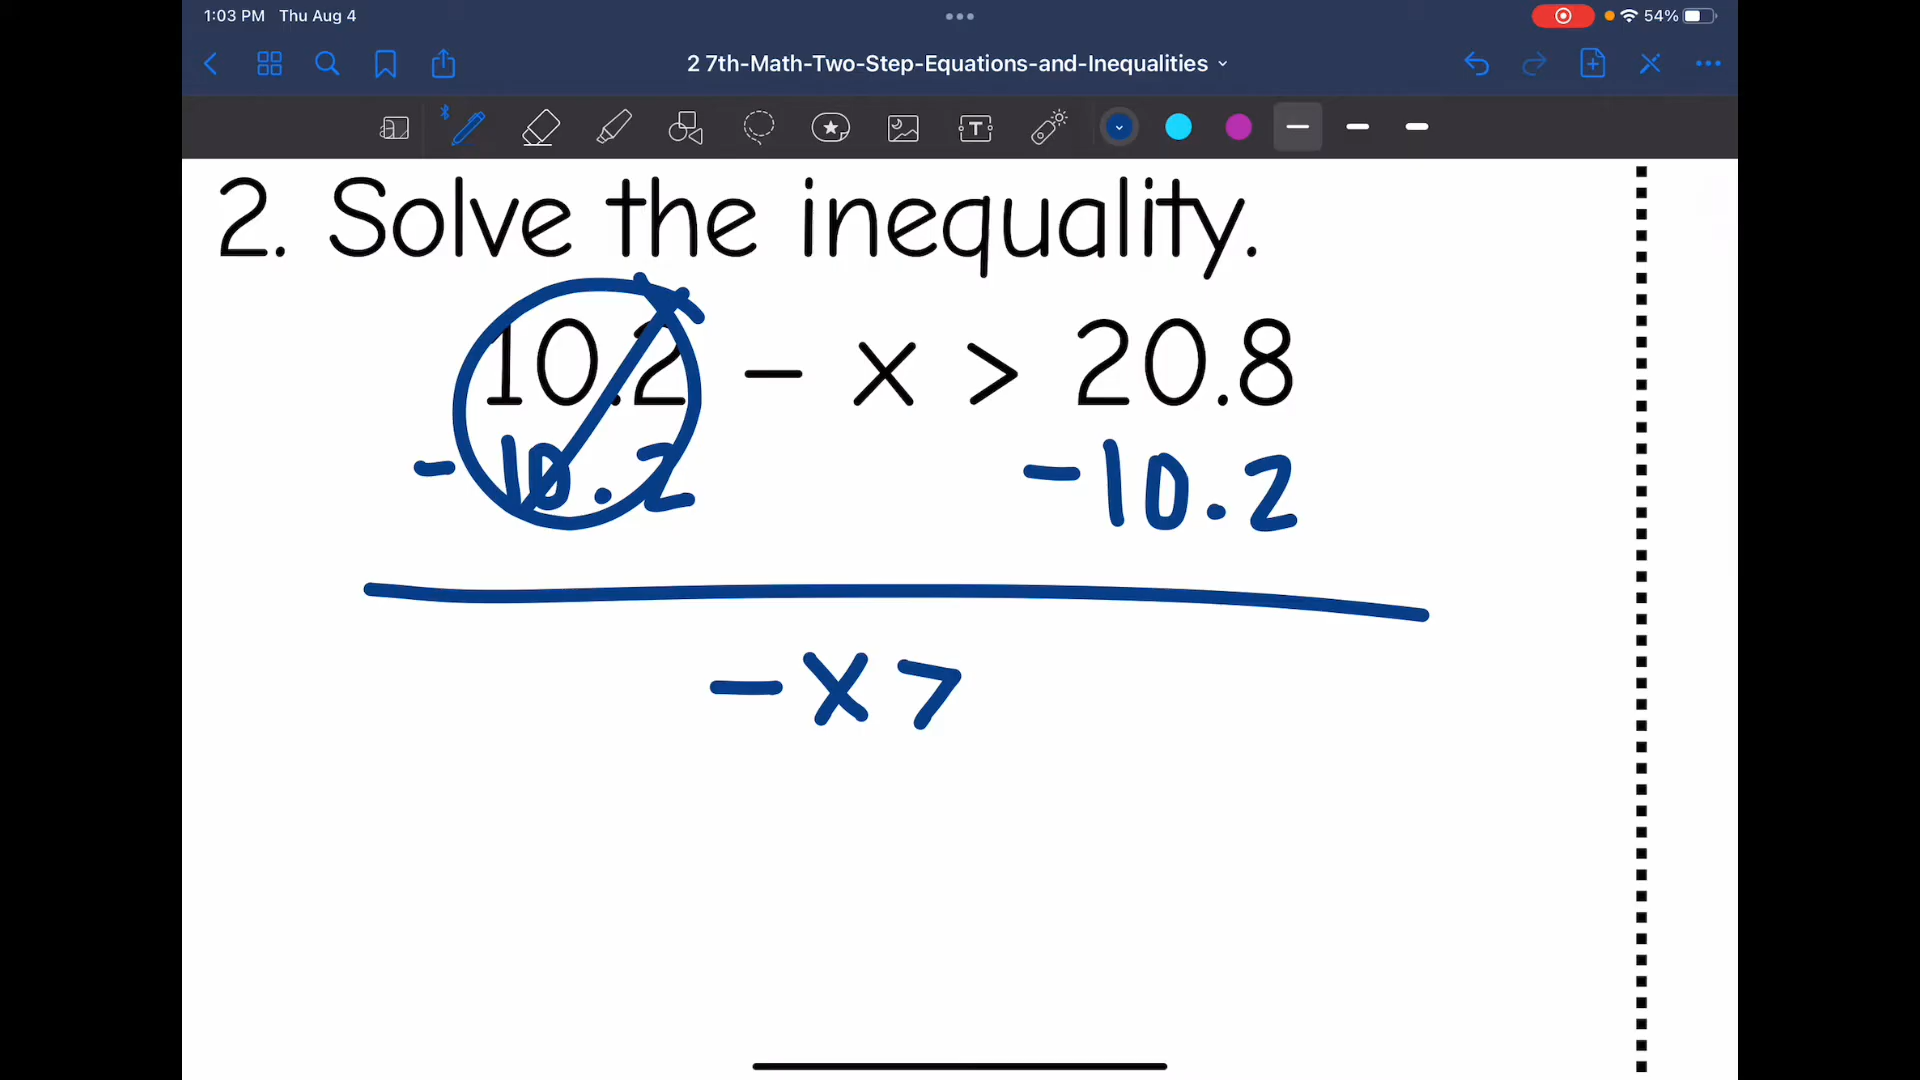 1:03 PM Thu Aug 4
54%
2 7th-Math-Two-Step-Equations-and-Inequalities
2. Solve the inequality.
10.2 – x > 20.8
-10.2 -10.2
-x >